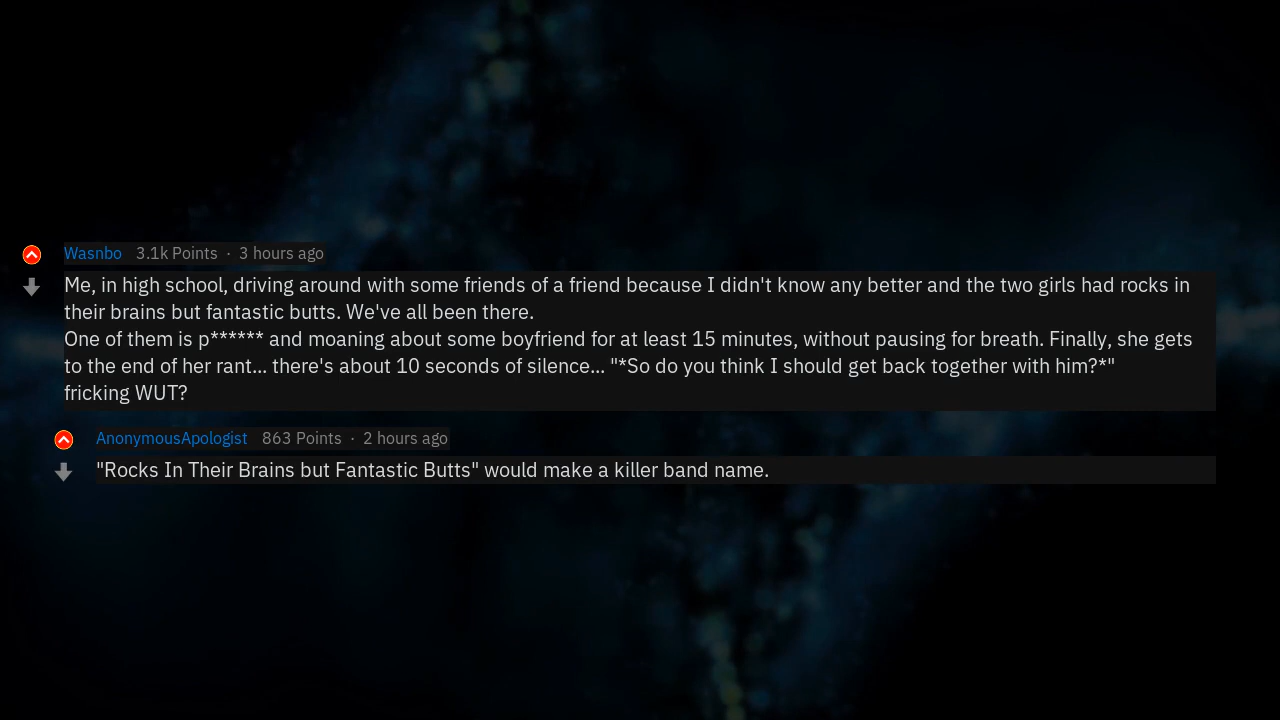 Wasnbo 3.1k Points · 3 hours ago
Me, in high school, driving around with some friends of a friend because I didn't know any better and the two girls had rocks in
their brains but fantastic butts. We've all been there.
One of them is p****** and moaning about some boyfriend for at least 15 minutes, without pausing for breath. Finally, she gets
to the end of her rant... there's about 10 seconds of silence... "*So do you think I should get back together with him?*"
fricking WUT?
AnonymousApologist 863 Points · 2 hours ago
"Rocks In Their Brains but Fantastic Butts" would make a killer band name.